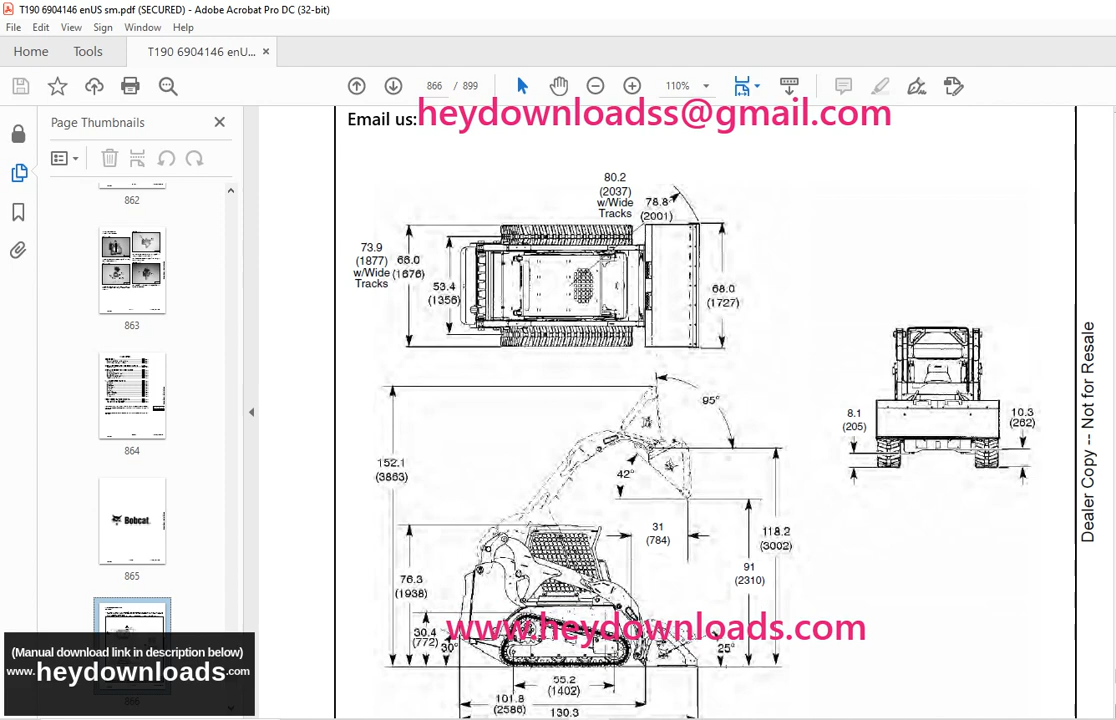 T190 6904146 enUS sm.pdf (SECURED) - Adobe Acrobat Pro DC (32-bit)
File Edit View Sign Window Help
Home Tools T190 6904146 enU... ×
866 / 899 110%
Page Thumbnails
862
863
864
Bobcat
865
(Manual download link in description below)
www.heydownloads.com
Email us:heydownloadss@gmail.com
80.2
(2037)
w/Wide
Tracks
78.8
(2001)
73.9
(1877)
w/Wide
Tracks
66.0
(1676)
53.4
(1356)
68.0
(1727)
95°
42°
152.1
(3863)
31
(784)
118.2
(3002)
91
(2310)
76.3
(1938)
30.4
(772)
30°
25°
www.heydownloads.com
55.2
(1402)
101.8
(2586)
130.3
8.1
(205)
10.3
(262)
Dealer Copy -- Not for Resale